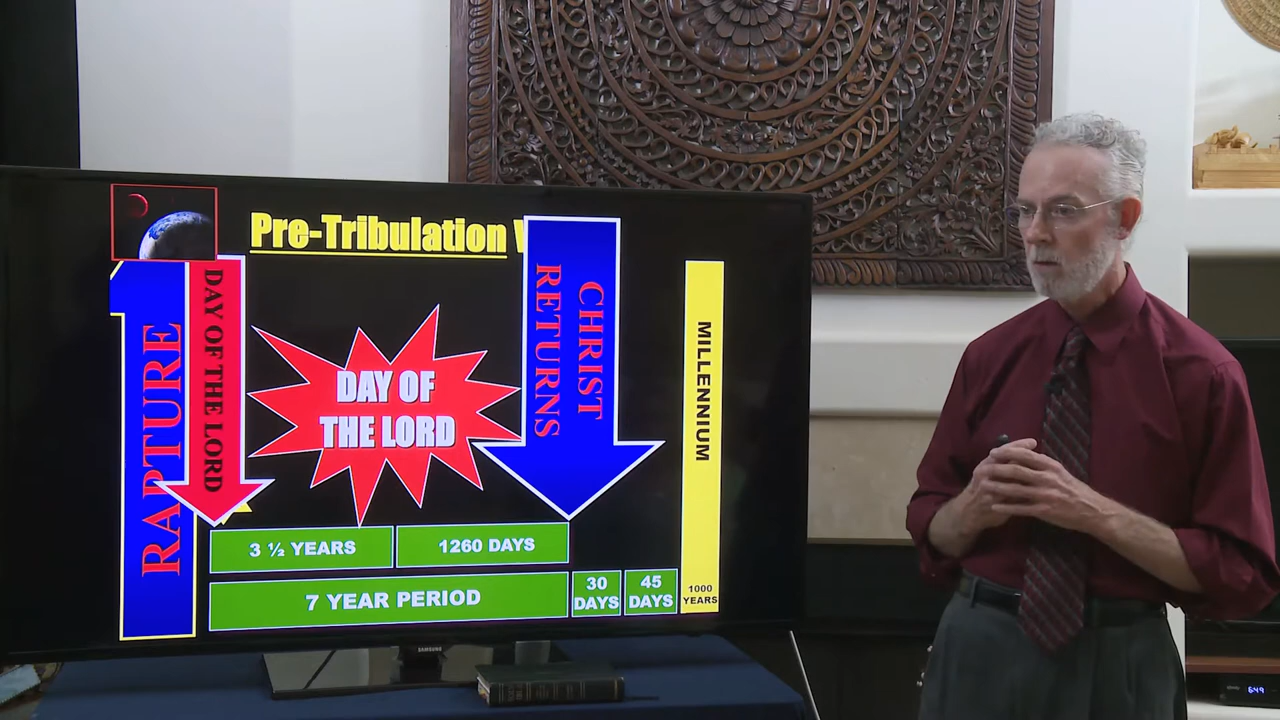 Pre-Tribulation
RAPTURE
DAY OF THE LORD
DAY OF
THE LORD
CHRIST
RETURNS
MILLENNIUM
3 ½ YEARS
1260 DAYS
7 YEAR PERIOD
30
DAYS
45
DAYS
1000
YEARS
SAMSUNG
649